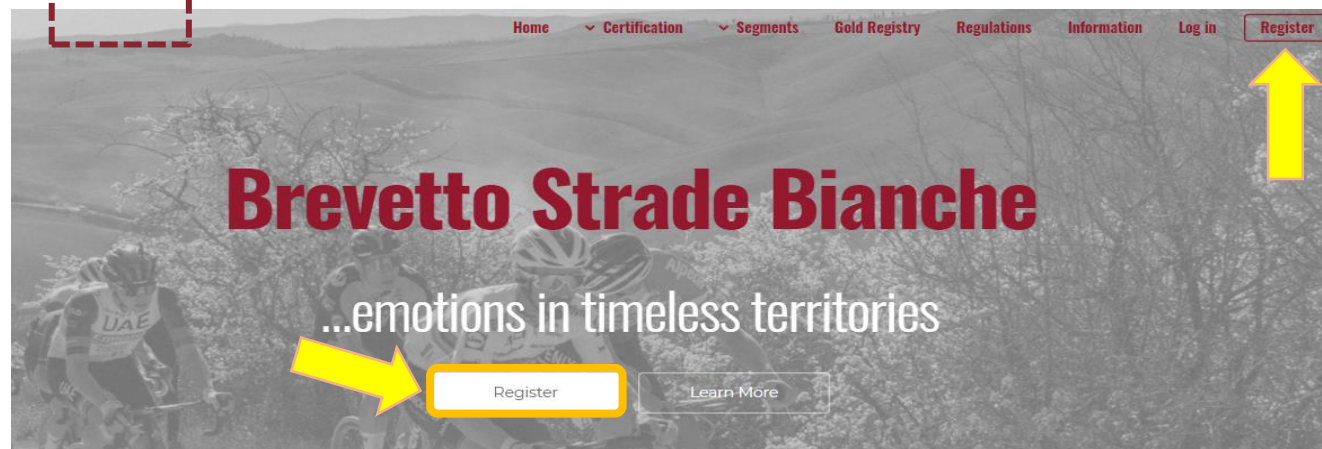 Home Certification Segments Gold Registry Regulations Information Log in Register
Brevetto Strade Bianche
...emotions in timeless territories
Register Learn More
UAE